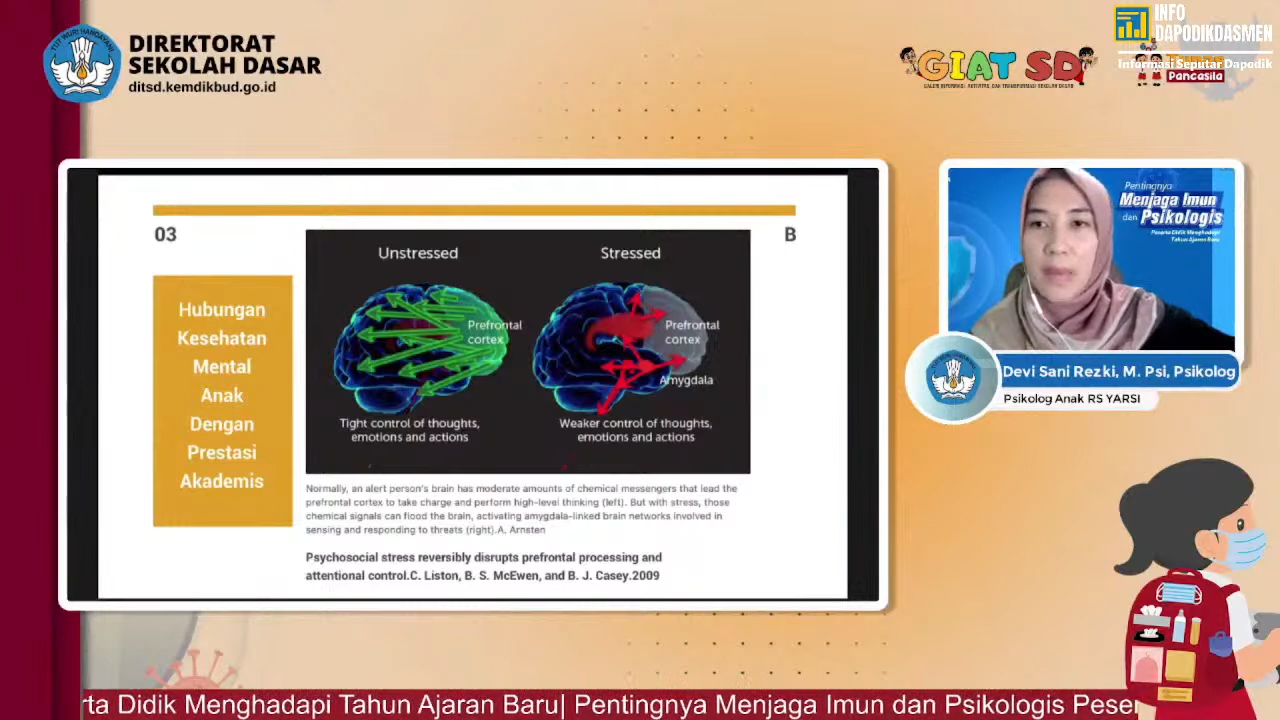 DIREKTORAT
SEKOLAH DASAR
ditsd.kemdikbud.go.id
GIAT SD
INFO
DAPODIKDASMEN
Informasi Seputar Dapodik
Pancasila
03
B
Hubungan
Kesehatan
Mental
Anak
Dengan
Prestasi
Akademis
Unstressed
Stressed
Prefrontal
cortex
Prefrontal
cortex
Amygdala
Tight control of thoughts,
emotions and actions
Weaker control of thoughts,
emotions and actions
Normally, an alert person's brain has moderate amounts of chemical messengers that lead the
prefrontal cortex to take charge and perform high-level thinking (left). But with stress, those
chemical signals can flood the brain, activating amygdala-linked brain networks involved in
sensing and responding to threats (right).A. Arnsten
Psychosocial stress reversibly disrupts prefrontal processing and
attentional control.C. Liston, B. S. McEwen, and B. J. Casey.2009
Pentingnya
Menjaga Imun
dan Psikologis
Peserta Didik Menghadapi
Tahun Ajaran Baru
Devi Sani Rezki, M. Psi, Psikolog
Psikolog Anak RS YARSI
rta Didik Menghadapi Tahun Ajaran Baru| Pentingnya Menjaga Imun dan Psikologis Peser